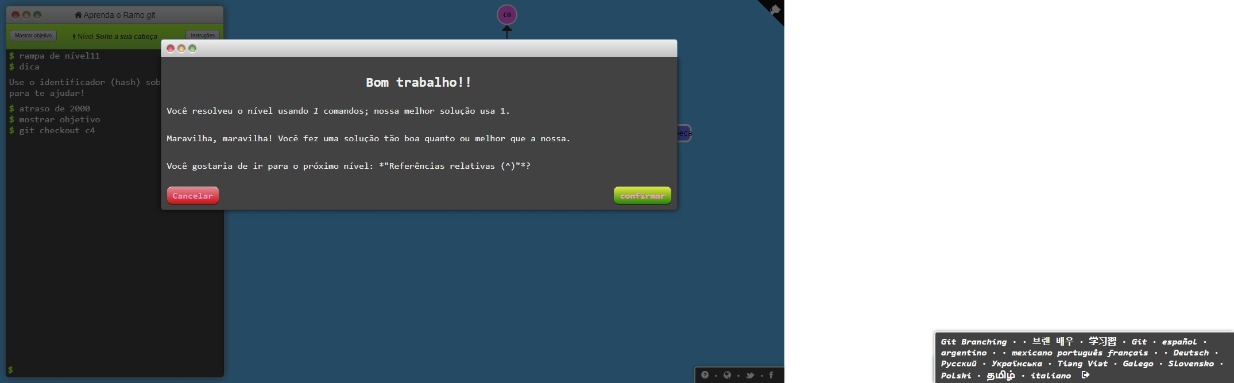 Aprenda o Ramo git
Mostrar objetivo
Nível Solte a sua cabeça
Instruções
$ rampa de nível11
$ dica
Use o identificador (hash) sob
para te ajudar!
$ atraso de 2000
$ mostrar objetivo
$ git checkout c4
$
c0
Bom trabalho!!
Você resolveu o nível usando 1 comandos; nossa melhor solução usa 1.
Maravilha, maravilha! Você fez uma solução tão boa quanto ou melhor que a nossa.
Você gostaria de ir para o próximo nível: *"Referências relativas (^)"*?
Cancelar
confirmar
Git Branching · · 브랜 배우 · 学习習 · Git · español ·
argentino · · mexicano português français · · Deutsch ·
Русский · Українська · Tiếng Việt · Galego · Slovensko ·
Polski · தமிழ் · italiano